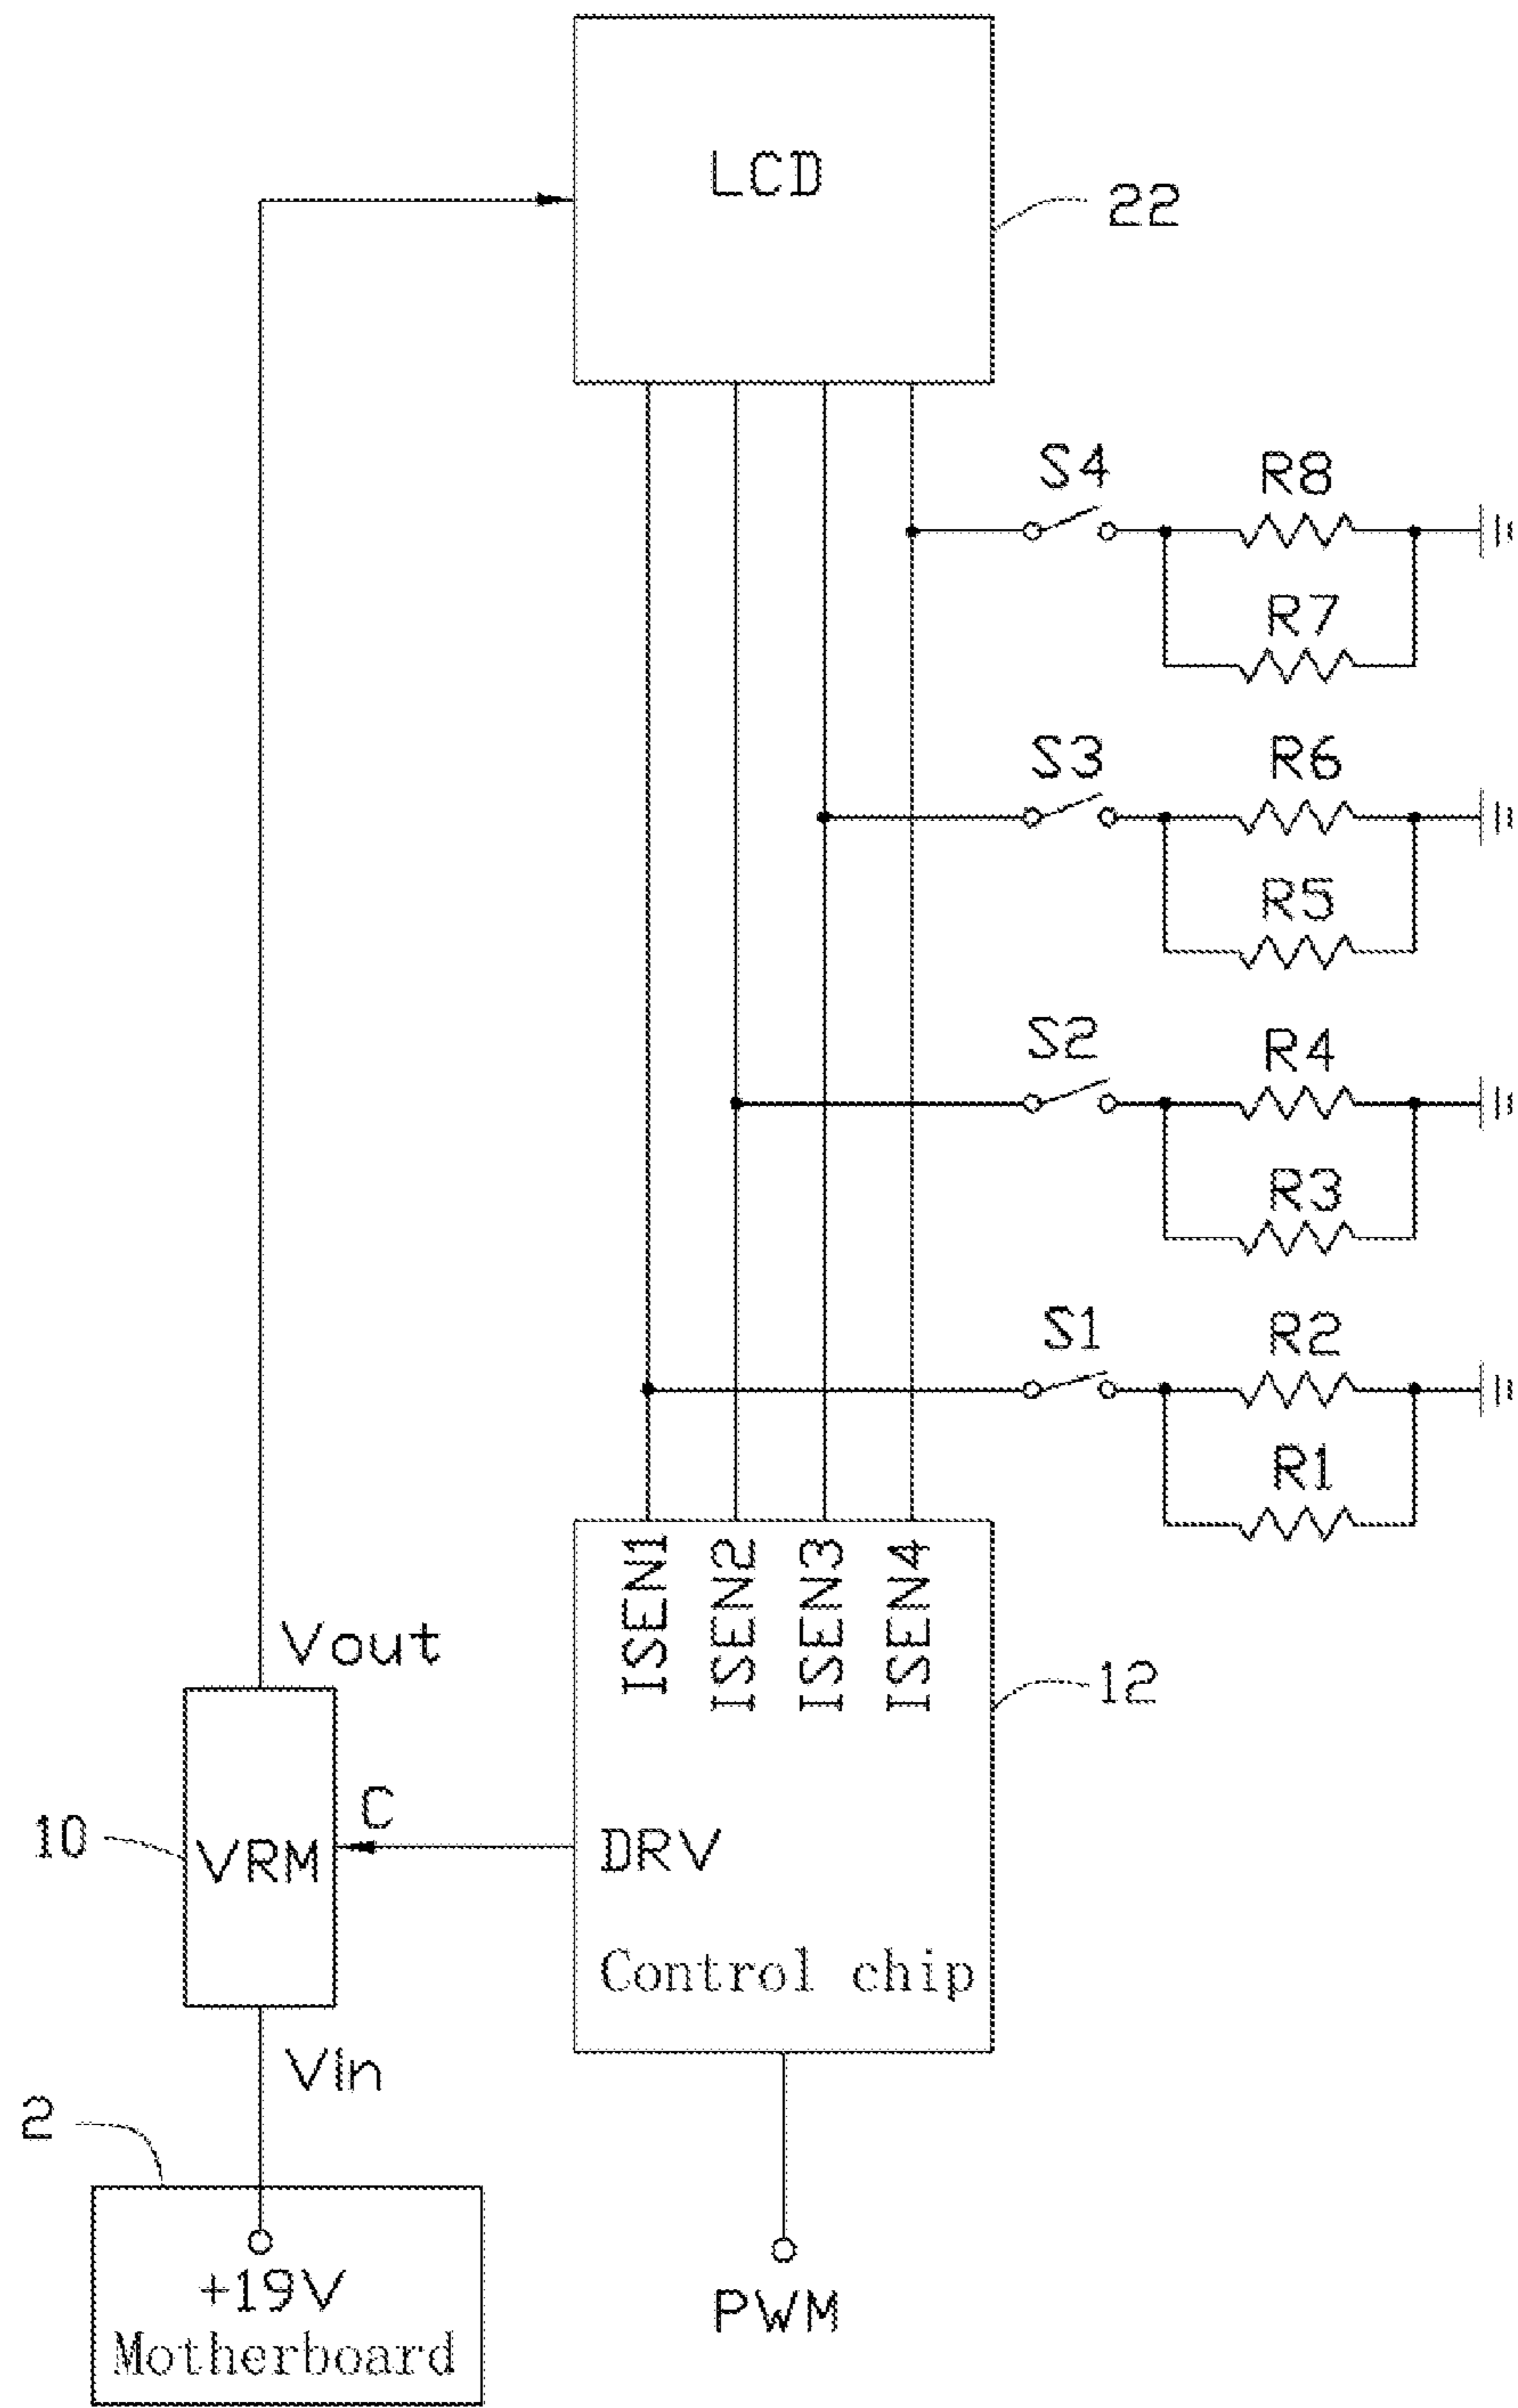 LCD
22
S4
R8
R7
S3
R6
R5
S2
R4
R3
S1
R2
R1
ISEN1
ISEN2
ISEN3
ISEN4
Vout
12
C
10
VRM
DRV
Control chip
VIn
2
+19V
PWM
Motherboard